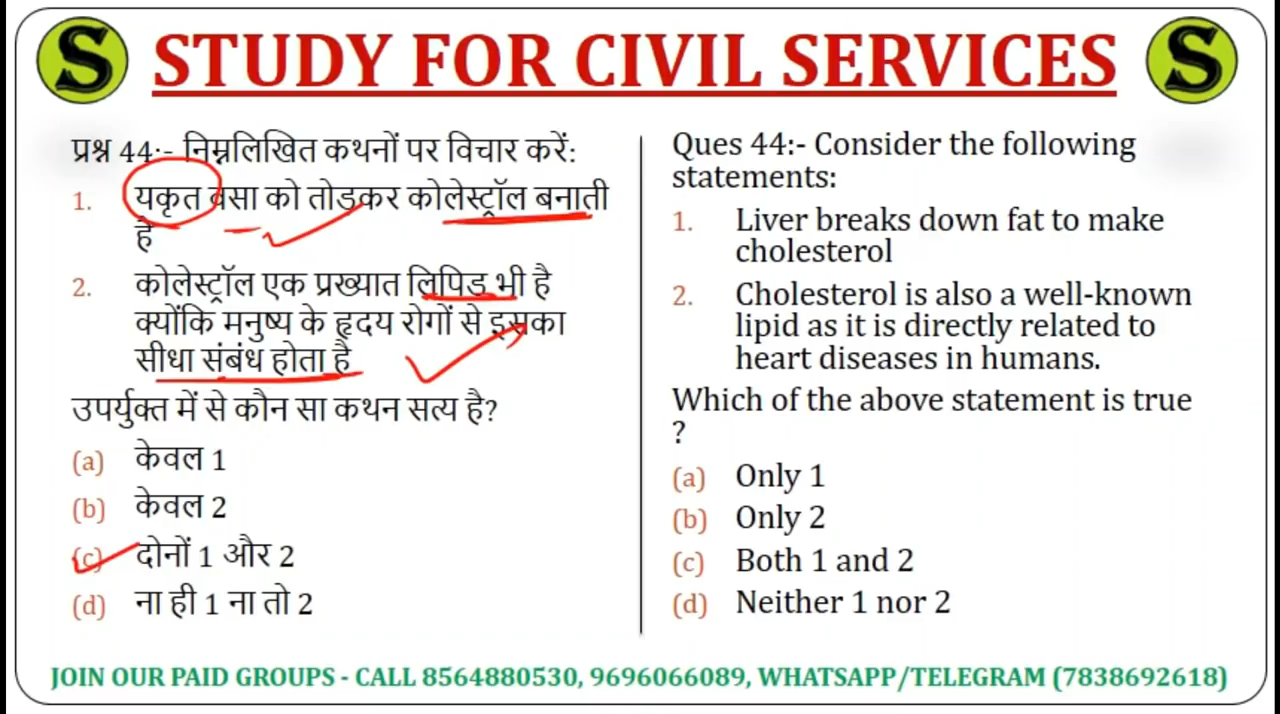 S
STUDY FOR CIVIL SERVICES
S
प्रश्न 44:- निम्नलिखित कथनों पर विचार करें:
1. यकृत वसा को तोडकर कोलेस्ट्रॉल बनाती
है
2. कोलेस्ट्रॉल एक प्रख्यात लिपिड भी है
क्योंकि मनुष्य के हृदय रोगों से इसका
सीधा संबंध होता है
उपर्युक्त में से कौन सा कथन सत्य है?
(a) केवल 1
(b) केवल 2
(c) दोनों 1 और 2
(d) ना ही 1 ना तो 2
Ques 44:- Consider the following
statements:
1. Liver breaks down fat to make
cholesterol
2. Cholesterol is also a well-known
lipid as it is directly related to
heart diseases in humans.
Which of the above statement is true
?
(a) Only 1
(b) Only 2
(c) Both 1 and 2
(d) Neither 1 nor 2
JOIN OUR PAID GROUPS - CALL 8564880530, 9696066089, WHATSAPP/TELEGRAM (7838692618)